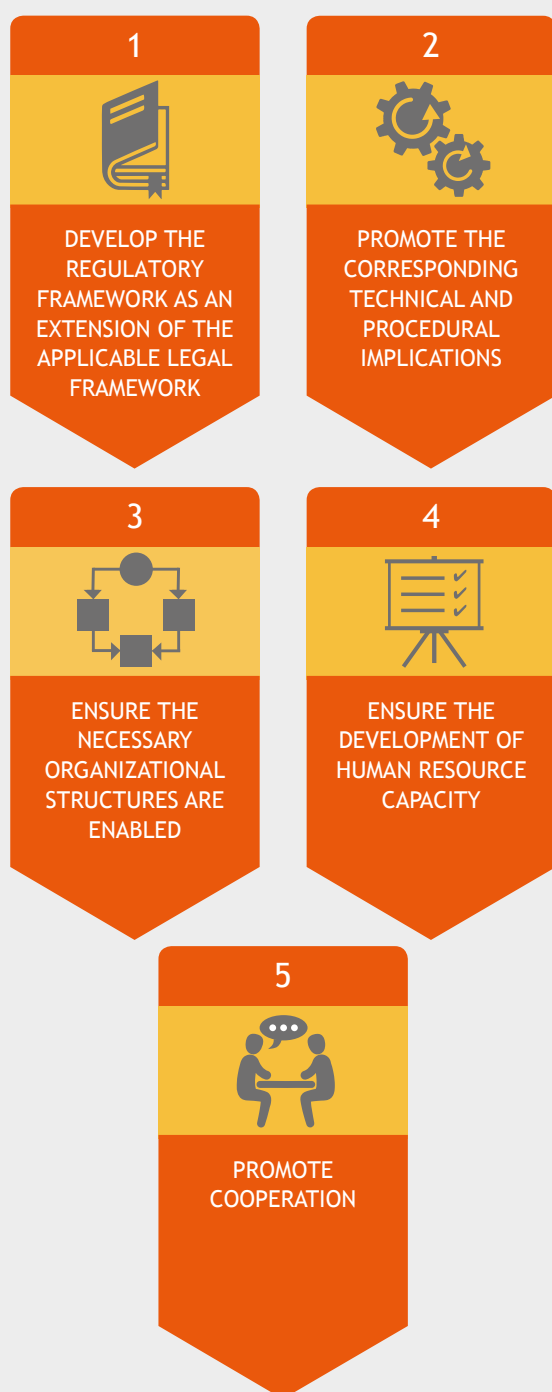 1
DEVELOP THE
REGULATORY
FRAMEWORK AS AN
EXTENSION OF THE
APPLICABLE LEGAL
FRAMEWORK
2
PROMOTE THE
CORRESPONDING
TECHNICAL AND
PROCEDURAL
IMPLICATIONS
3
ENSURE THE
NECESSARY
ORGANIZATIONAL
STRUCTURES ARE
ENABLED
4
ENSURE THE
DEVELOPMENT OF
HUMAN RESOURCE
CAPACITY
5
PROMOTE
COOPERATION